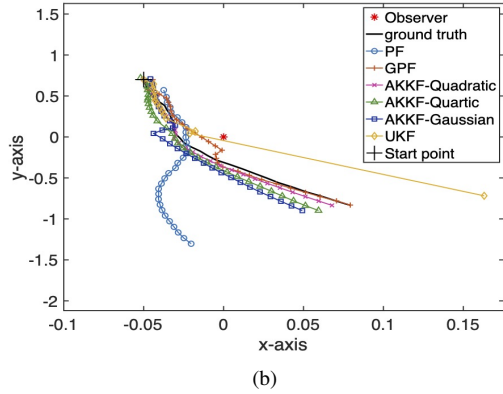 Observer
ground truth
PF
GPF
AKKF-Quadratic
AKKF-Quartic
AKKF-Gaussian
UKF
Start point
1.5
1
0.5
0
-0.5
-1
-1.5
-2
y-axis
-0.1 -0.05 0 0.05 0.1 0.15
x-axis
(b)